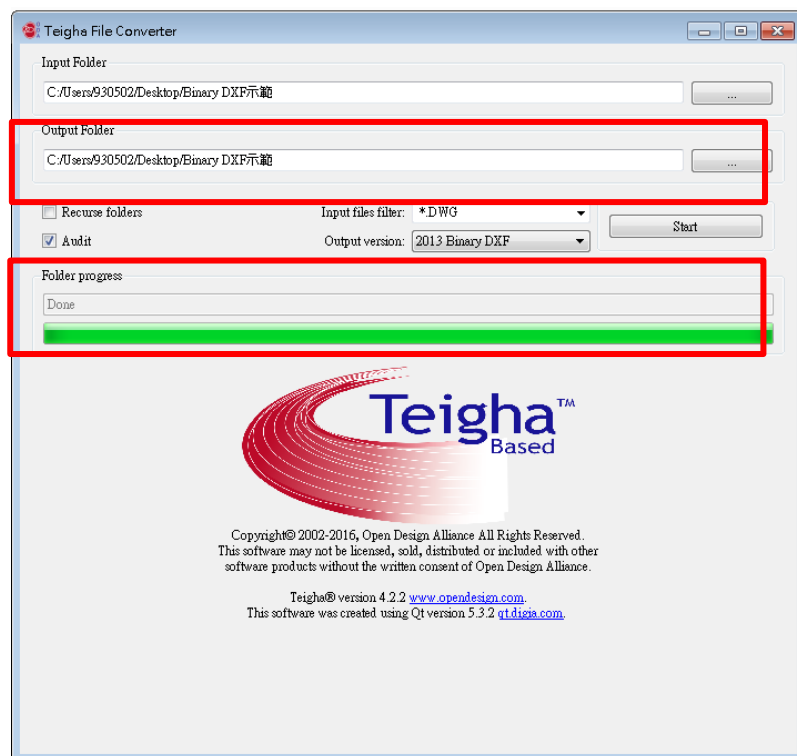 Teigha File Converter
Input Folder
C:/Users/930502/Desktop/Binary DXF示範
...
Output Folder
C:/Users/930502/Desktop/Binary DXF示範
...
Recurse folders
Input files filter:
*.DWG
Start
Audit
Output version:
2013 Binary DXF
Folder progress
Done
Teigha™
Based
Copyright© 2002-2016, Open Design Alliance All Rights Reserved.
This software may not be licensed, sold, distributed or included with other
software products without the written consent of Open Design Alliance.
Teigha® version 4.2.2 www.opendesign.com.
This software was created using Qt version 5.3.2 qt.digia.com.